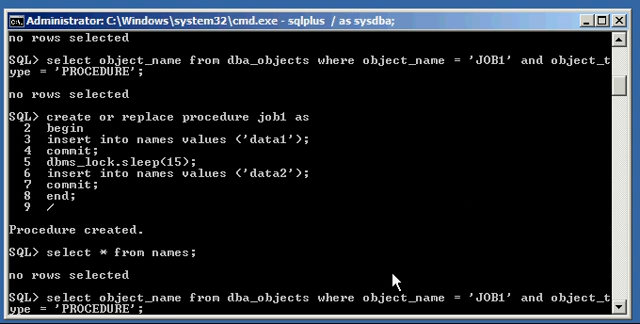 Administrator: C:\Windows\system32\cmd.exe - sqlplus / as sysdba;
no rows selected
SQL> select object_name from dba_objects where object_name = 'JOB1' and object_t
ype = 'PROCEDURE';
no rows selected
SQL> create or replace procedure job1 as
2 begin
3 insert into names values ('data1');
4 commit;
5 dbms_lock.sleep(15);
6 insert into names values ('data2');
7 commit;
8 end;
9 /
Procedure created.
SQL> select * from names;
no rows selected
SQL> select object_name from dba_objects where object_name = 'JOB1' and object_t
ype = 'PROCEDURE';